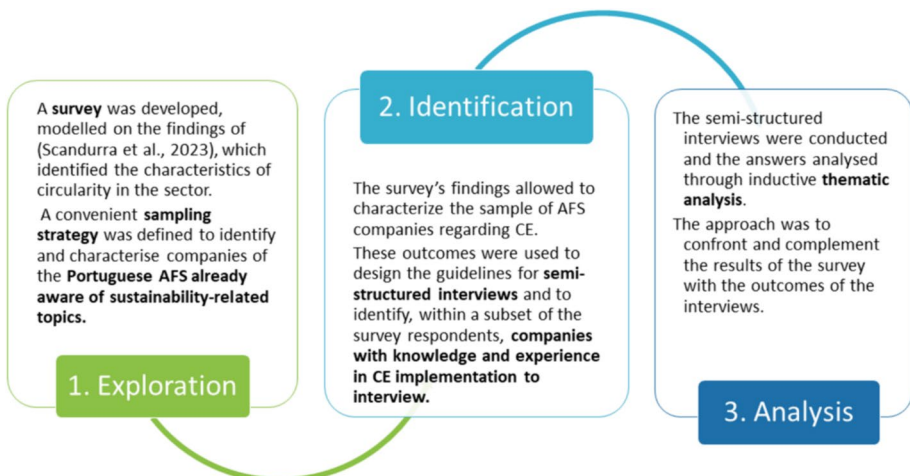 A survey was developed,
modelled on the findings of
(Scandurra et al., 2023), which
identified the characteristics of
circularity in the sector.
A convenient sampling
strategy was defined to identify
and characterise companies of
the Portuguese AFS already
aware of sustainability-related
topics.
1. Exploration
2. Identification
The survey's findings allowed to
characterize the sample of AFS
companies regarding CE.
These outcomes were used to
design the guidelines for semi-
structured interviews and to
identify, within a subset of the
survey respondents, companies
with knowledge and experience
in CE implementation to
interview.
The semi-structured
interviews were conducted
and the answers analysed
through inductive thematic
analysis.
The approach was to
confront and complement
the results of the survey
with the outcomes of the
interviews.
3. Analysis